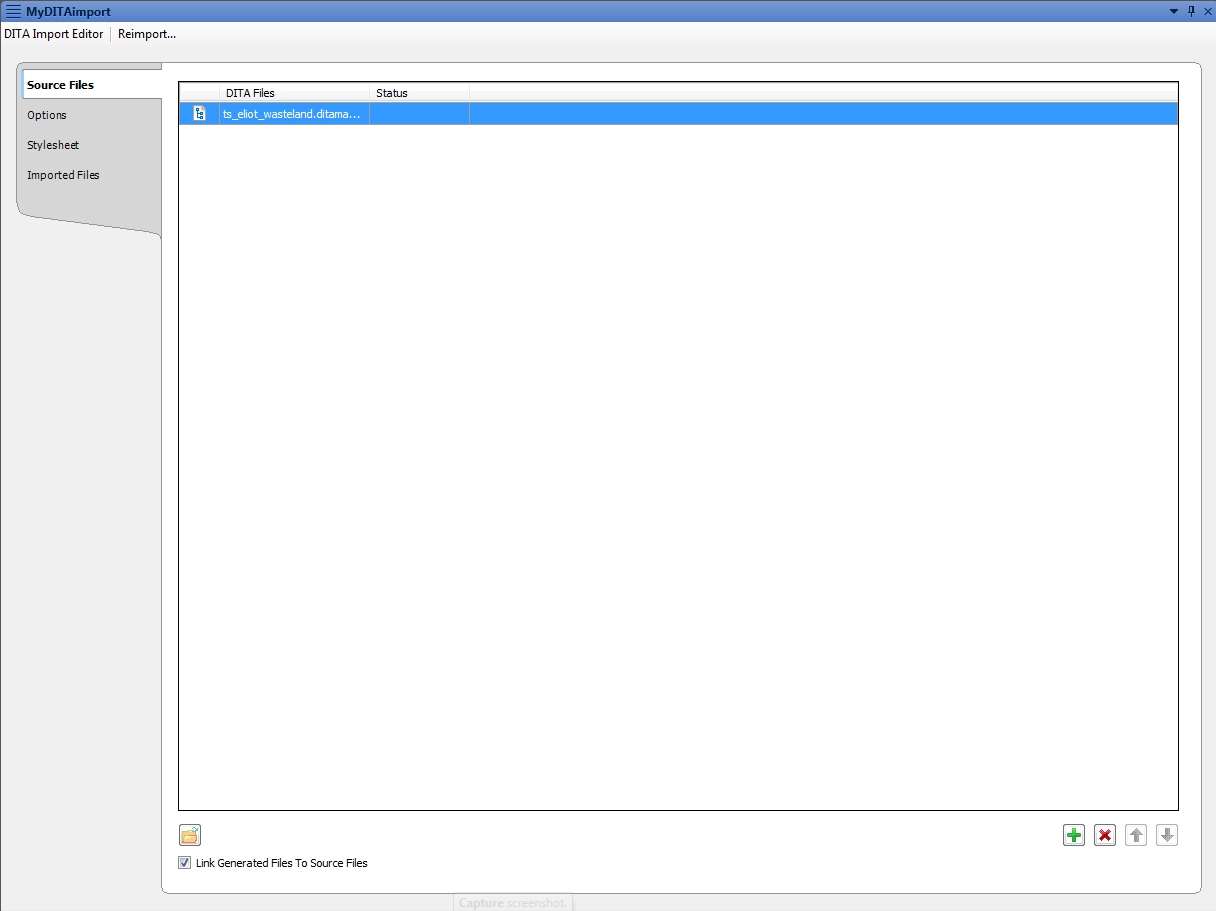 MyDITAimport
DITA Import Editor Reimport...
Source Files
Options
Stylesheet
Imported Files
DITA Files Status
ts_eliot_wasteland.ditama...
Link Generated Files To Source Files
Capture screenshot.